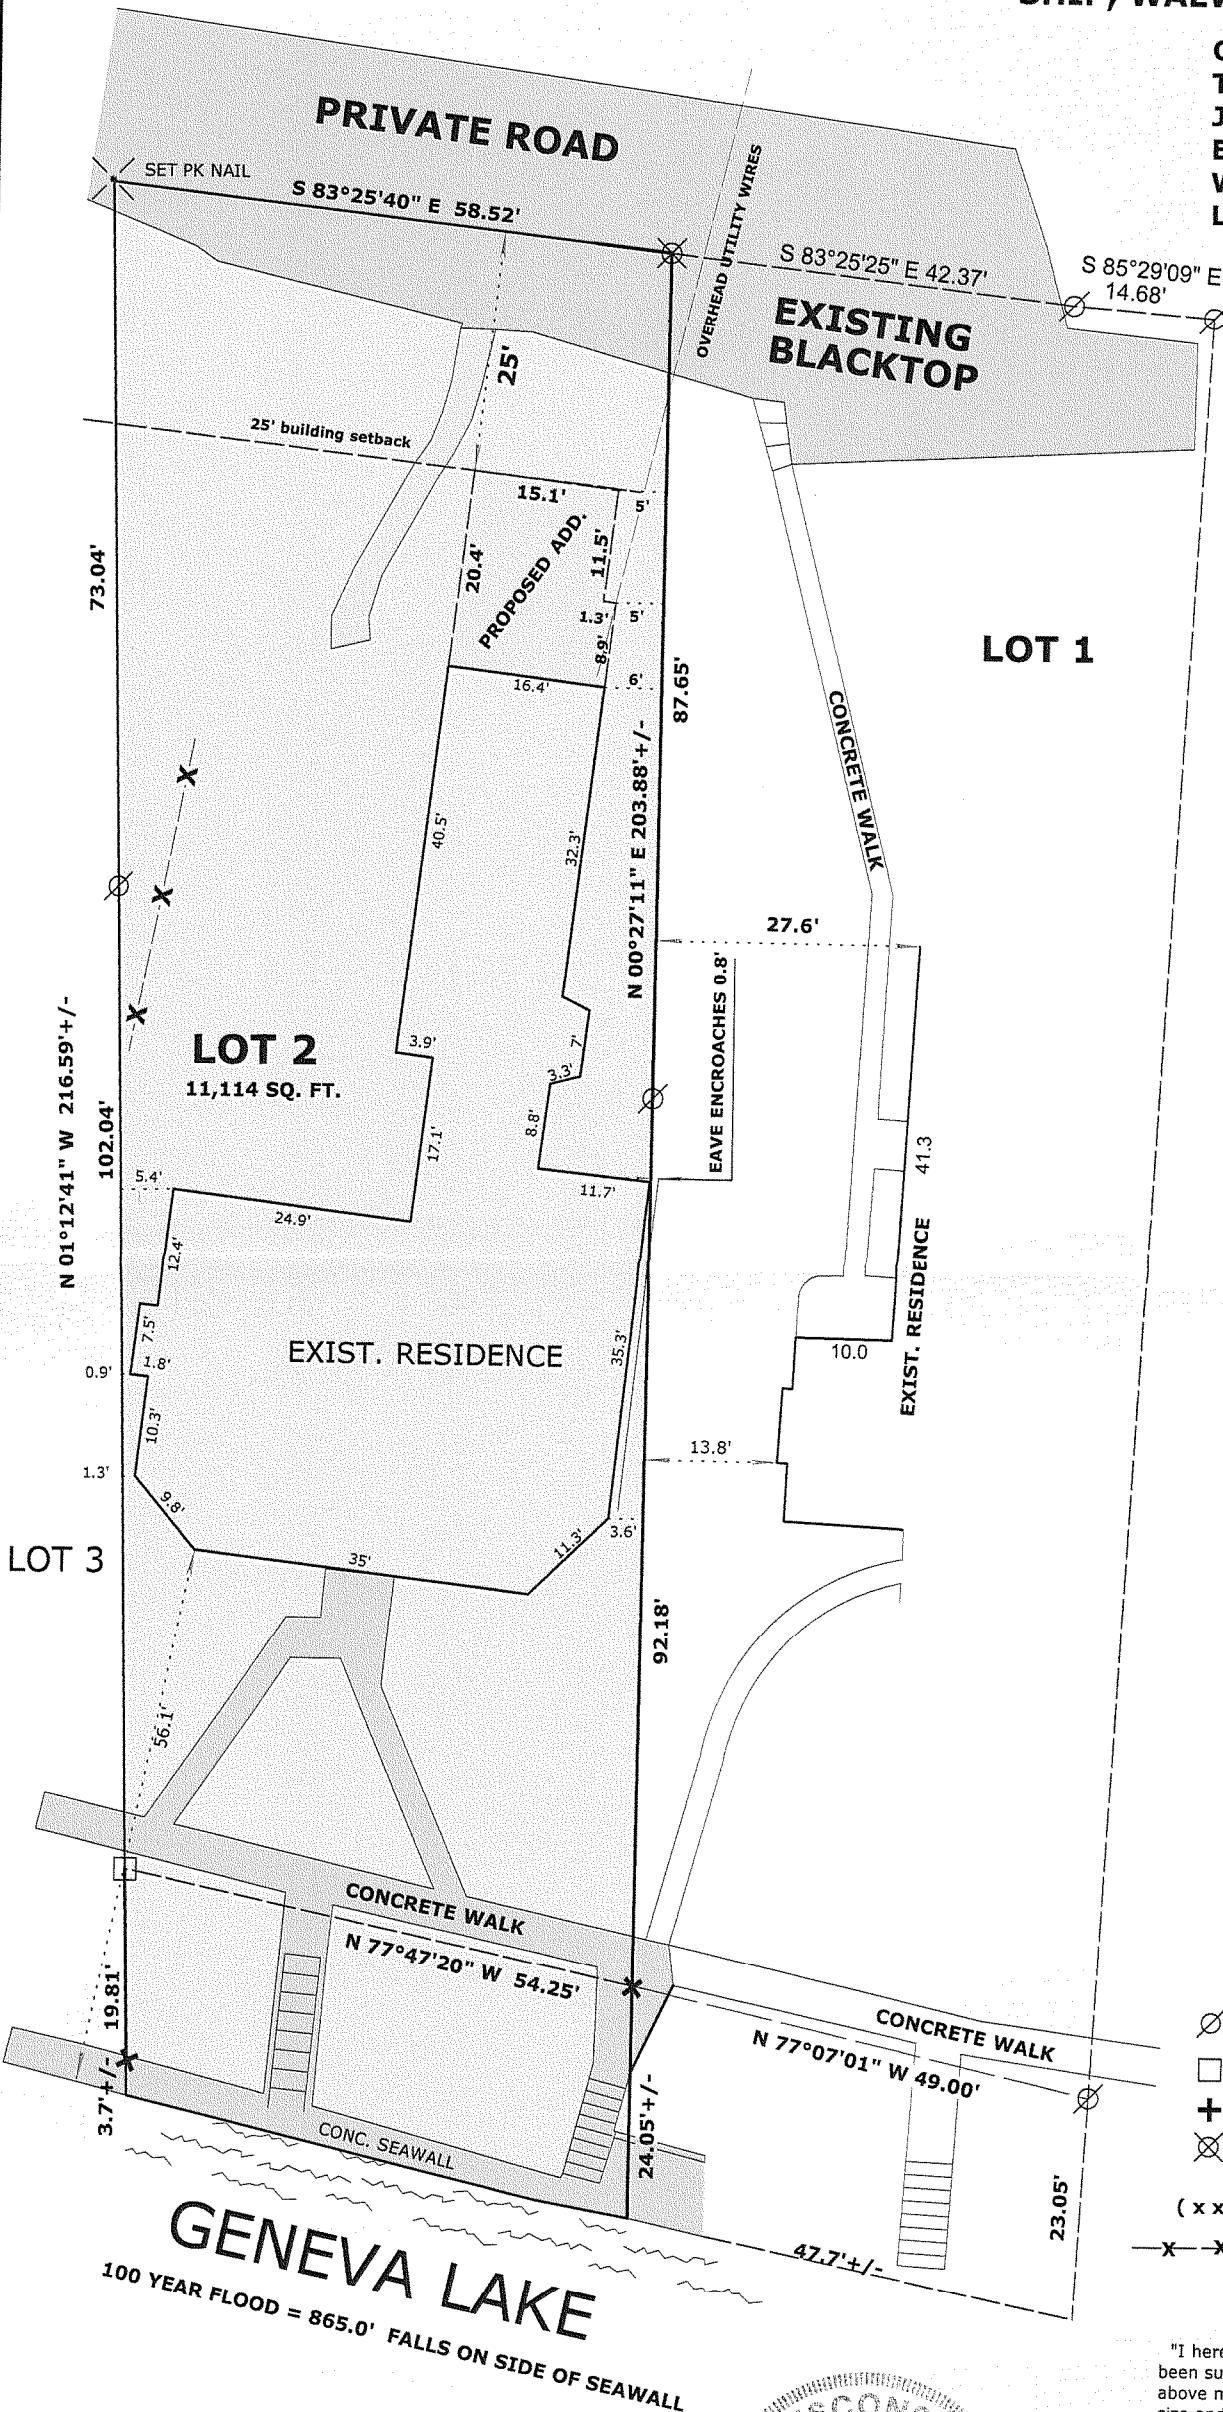 PRIVATE ROAD
SET PK NAIL
S 83°25'40" E 58.52'
OVERHEAD UTILITY WIRES
S 83°25'25" E 42.37'
S 85°29'09" E
14.68'
EXISTING
BLACKTOP
25'
25' building setback
15.1'
5'
PROPOSED ADD.
11.5'
20.4'
1.3'
5'
8.9'
6'
16.4'
73.04'
87.65'
LOT 1
CONCRETE WALK
40.5'
32.3'
N 00°27'11" E 203.88'+/-
27.6'
EAVE ENCROACHES 0.8'
X
X
X
LOT 2
11,114 SQ. FT.
3.9'
7'
3.3'
8.8'
17.1'
11.7'
N 01°12'41" W 216.59'+/-
102.04'
5.4'
24.9'
12.4'
7.5'
1.8'
0.9'
10.3'
1.3'
9.8'
EXIST. RESIDENCE
35.3'
41.3
EXIST. RESIDENCE
10.0
13.8'
3.6'
11.3'
35'
LOT 3
92.18'
56.1'
CONCRETE WALK
N 77°47'20" W 54.25'
CONCRETE WALK
N 77°07'01" W 49.00'
19.81'
3.7'+/-
CONC. SEAWALL
24.05'+/-
23.05'
47.7'+/-
GENEVA LAKE
100 YEAR FLOOD = 865.0' FALLS ON SIDE OF SEAWALL
( x x
X
"I here
been su
above m